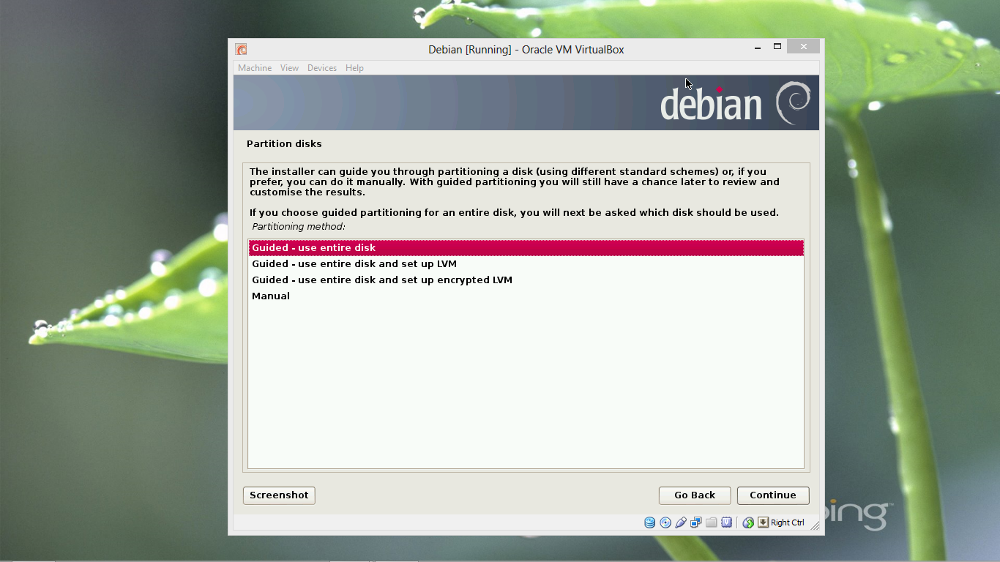 Debian [Running] - Oracle VM VirtualBox
Machine View Devices Help
debian
Partition disks
The installer can guide you through partitioning a disk (using different standard schemes) or, if you
prefer, you can do it manually. With guided partitioning you will still have a chance later to review and
customise the results.
If you choose guided partitioning for an entire disk, you will next be asked which disk should be used.
Partitioning method:
Guided - use entire disk
Guided - use entire disk and set up LVM
Guided - use entire disk and set up encrypted LVM
Manual
Screenshot Go Back Continue
Right Ctrl